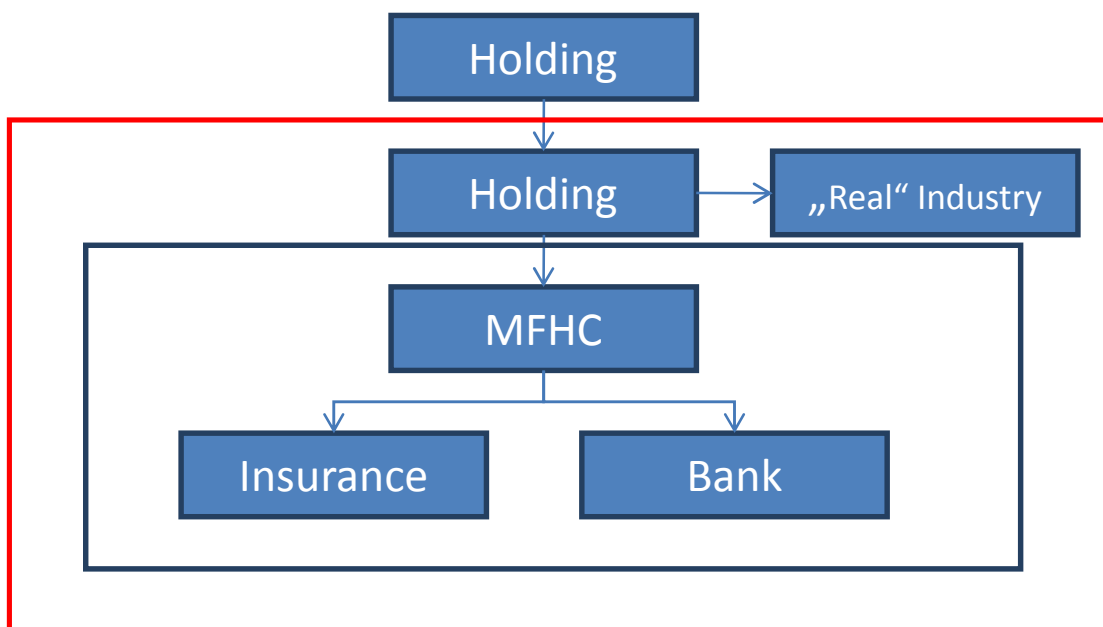 Holding
Holding
„Real“ Industry
MFHC
Insurance
Bank